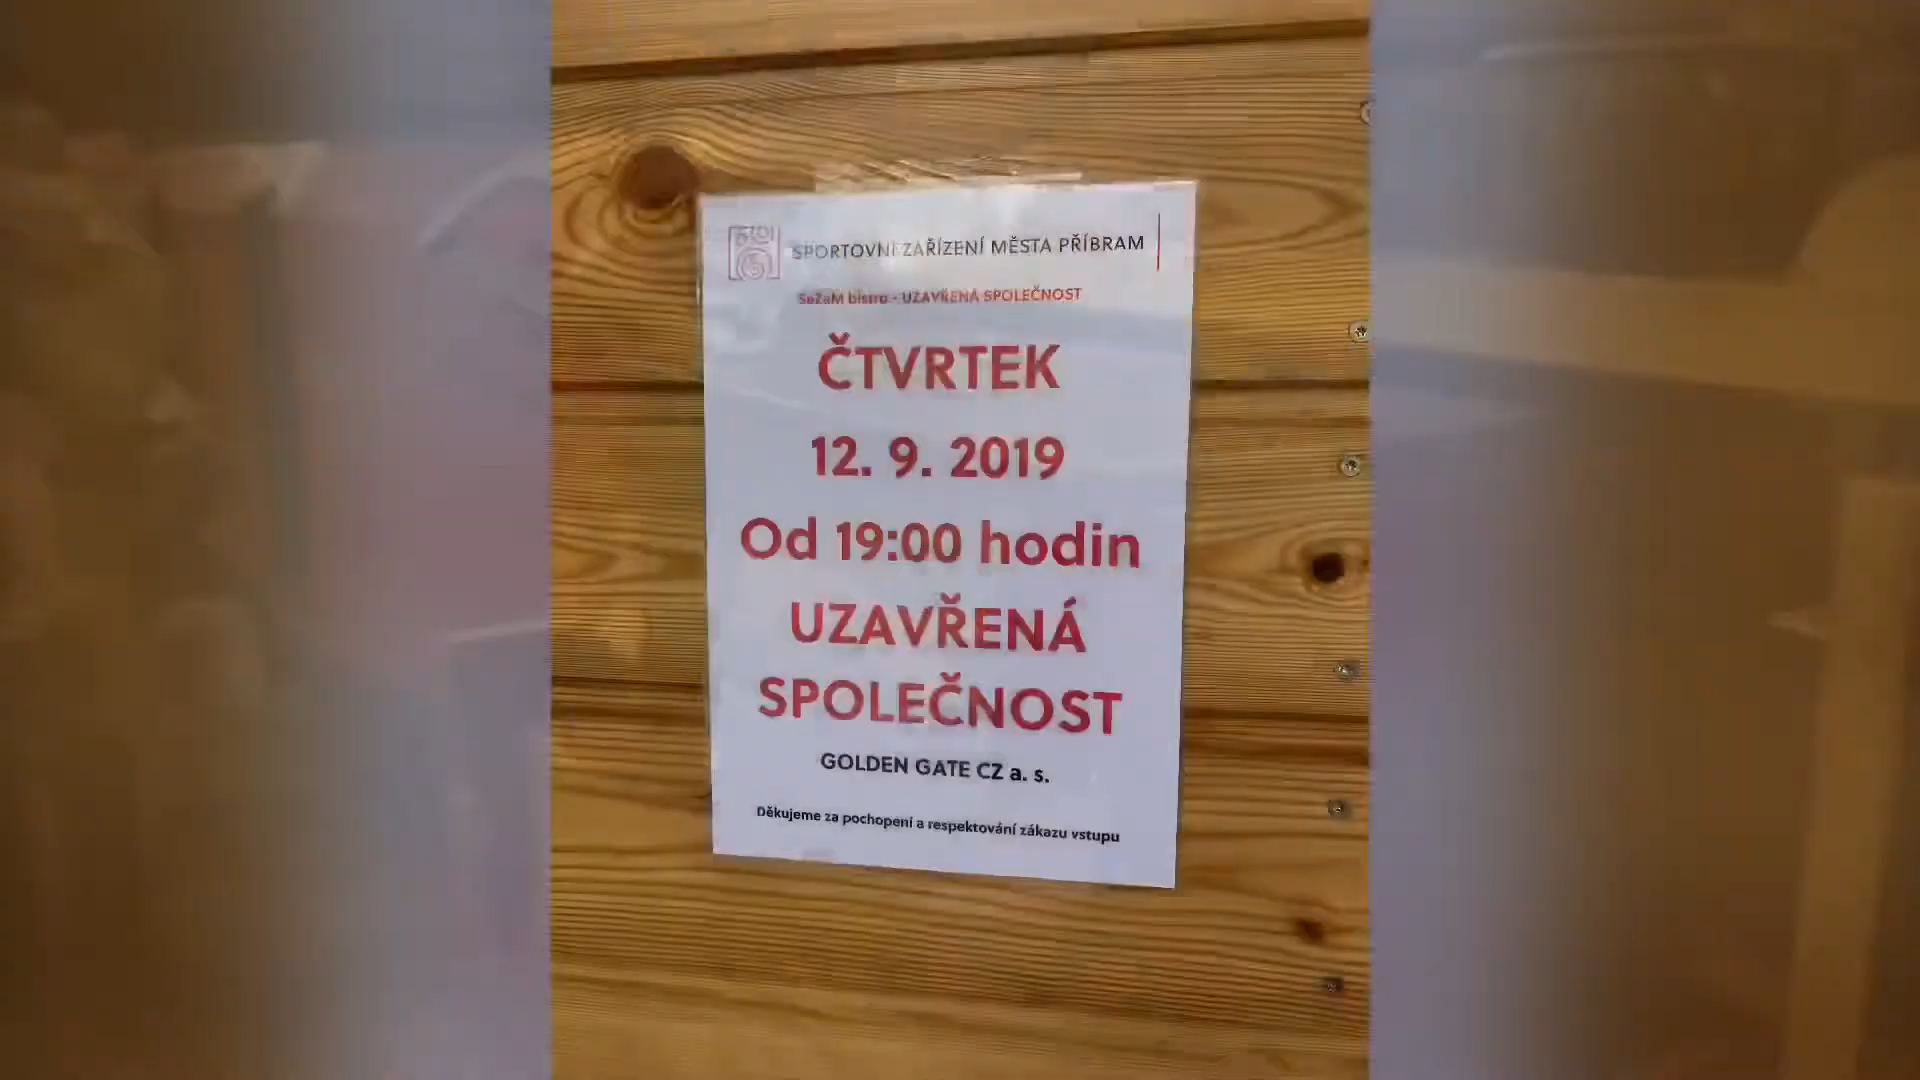 SPORTOVNÍ ZAŘÍZENÍ MĚSTA PŘÍBRAM
SeZaM bistro - UZAVŘENÁ SPOLEČNOST
ČTVRTEK
12. 9. 2019
Od 19:00 hodin
UZAVŘENÁ
SPOLEČNOST
GOLDEN GATE CZ a. s.
Děkujeme za pochopení a respektování zákazu vstupu